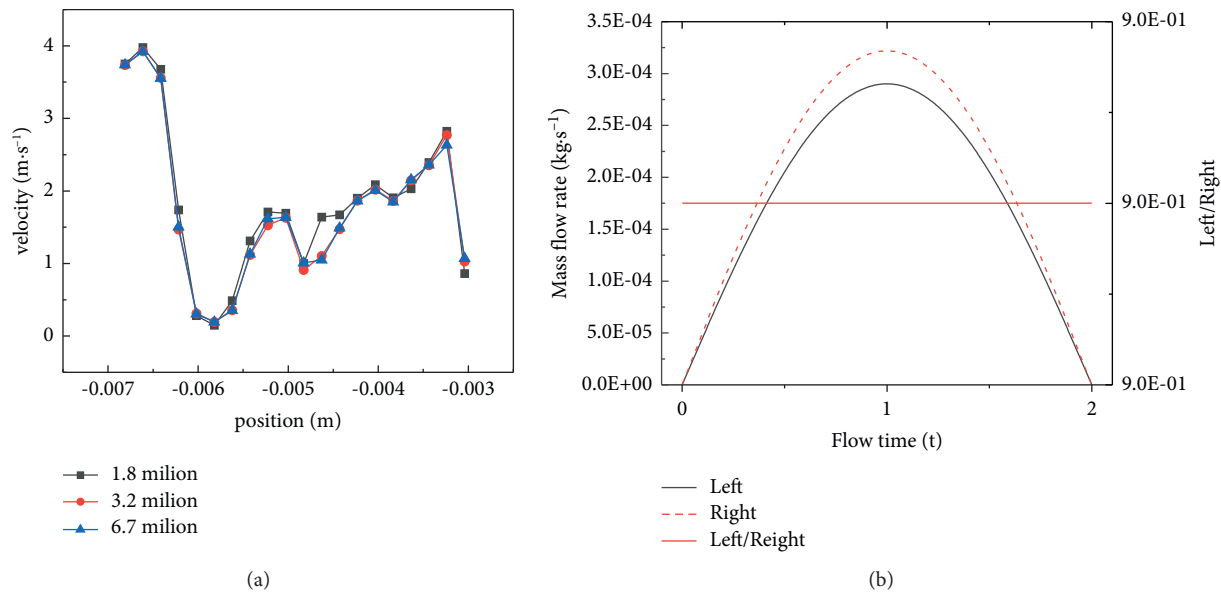 4
3
2
1
0
velocity (m·s⁻¹)
-0.007 -0.006 -0.005 -0.004 -0.003
position (m)
1.8 milion
3.2 milion
6.7 milion
(a)
3.5E-04
3.0E-04
2.5E-04
2.0E-04
1.5E-04
1.0E-04
5.0E-05
0.0E+00
Mass flow rate (kg·s⁻¹)
9.0E-01
9.0E-01
9.0E-01
Left/Right
0 1 2
Flow time (t)
Left
Right
Left/Reight
(b)